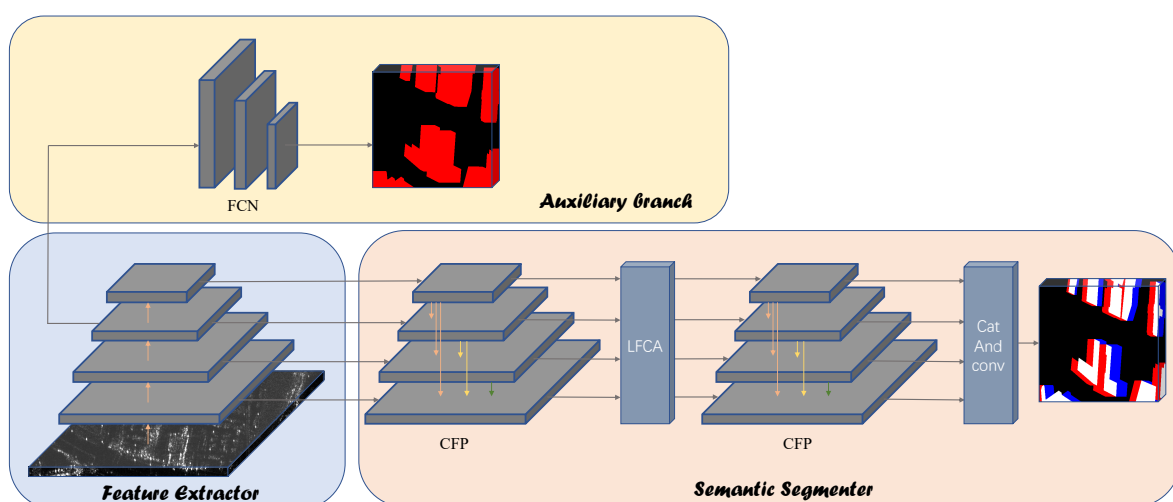 FCN
Auxiliary branch
LFCA
Cat
And
conv
CFP
CFP
Feature Extractor
Semantic Segmenter